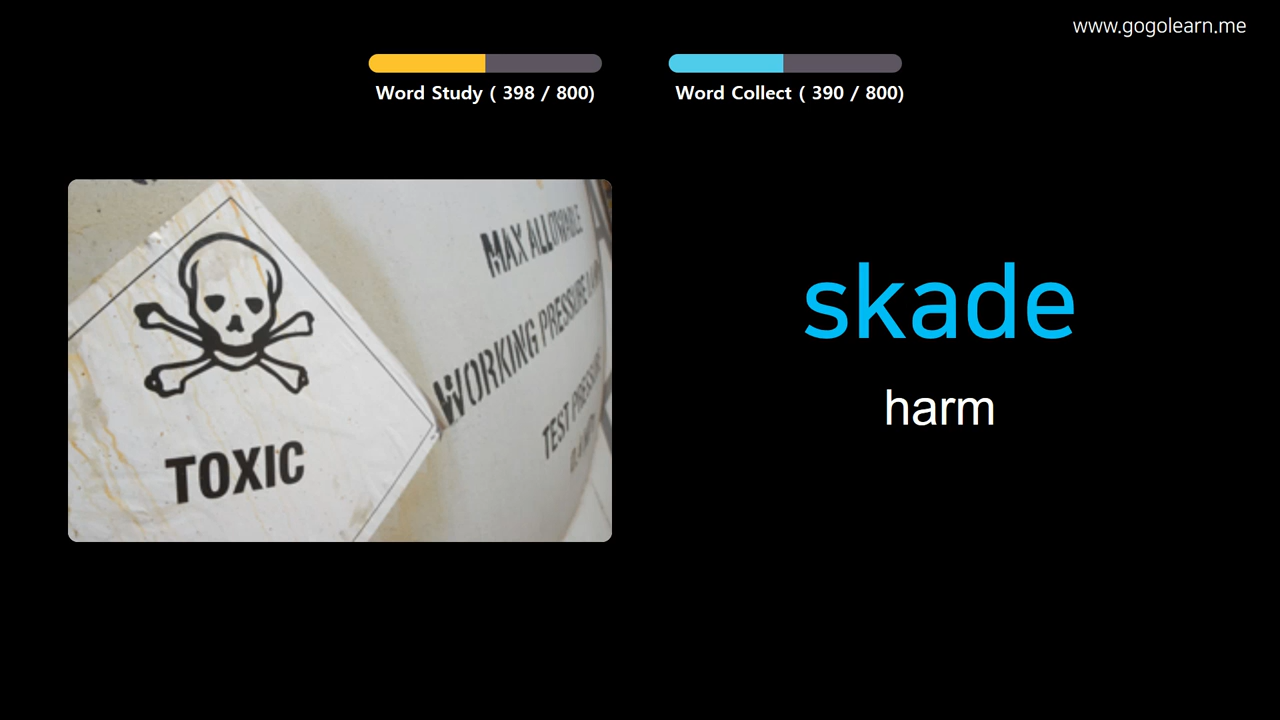 www.gogolearn.me
Word Study ( 398 / 800)
Word Collect ( 390 / 800)
MAX ALLOWABLE
WORKING PRESSURE
TEST PRESSURE
TOXIC
skade
harm